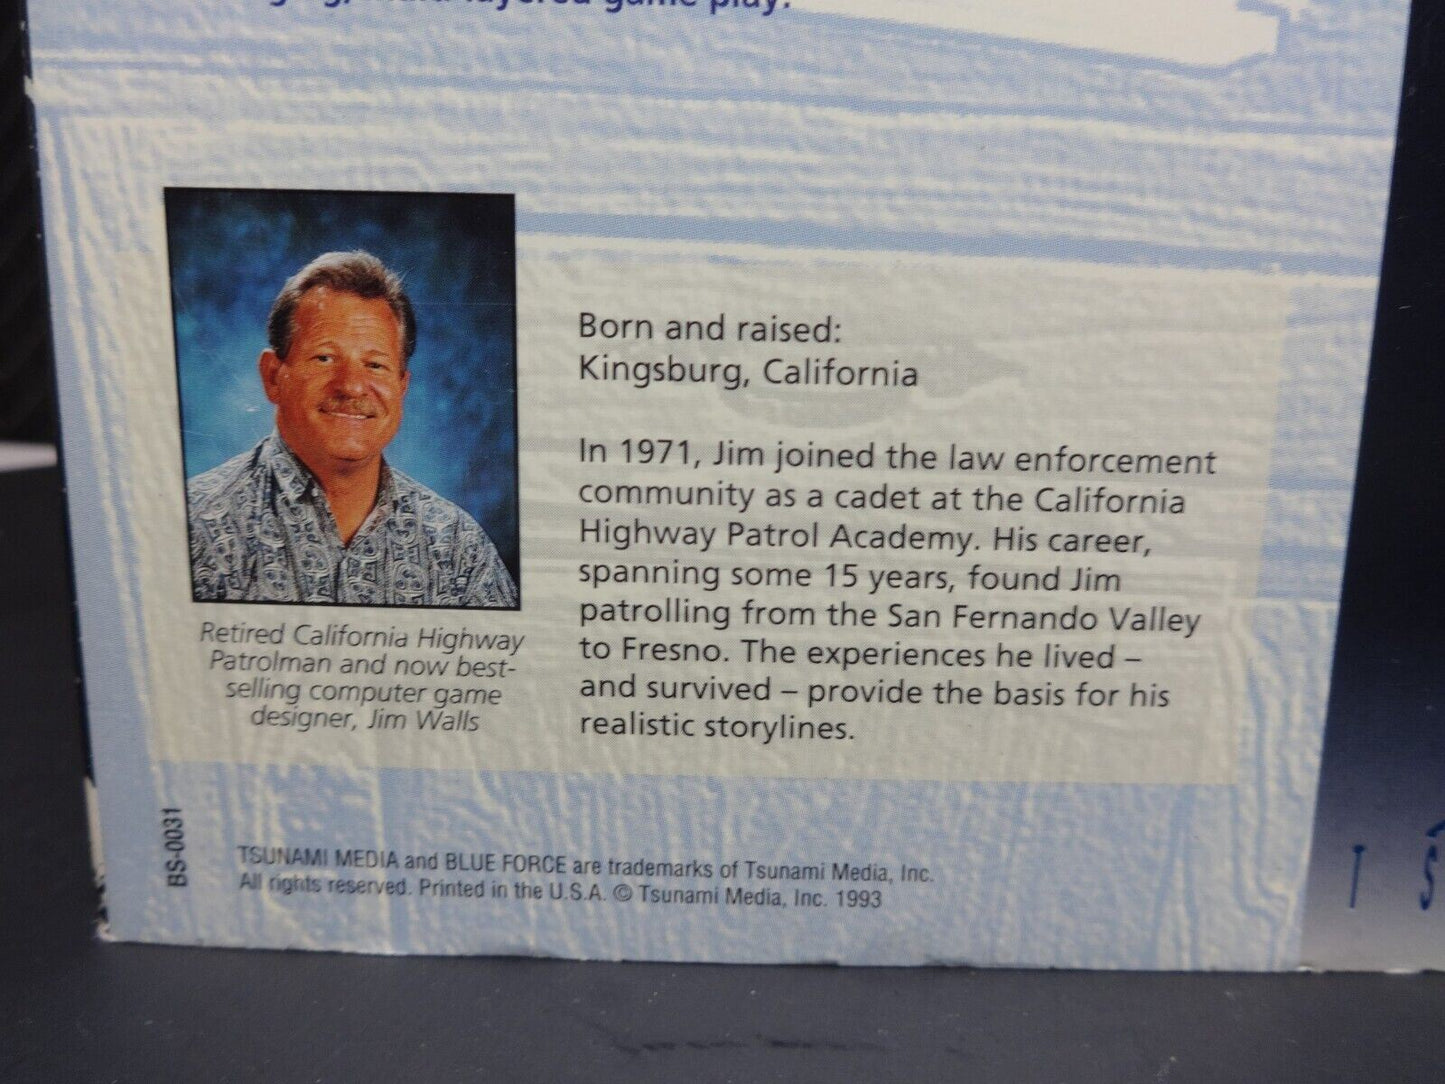 game play.
Born and raised:
Kingsburg, California
In 1971, Jim joined the law enforcement
community as a cadet at the California
Highway Patrol Academy. His career,
spanning some 15 years, found Jim
patrolling from the San Fernando Valley
to Fresno. The experiences he lived –
and survived – provide the basis for his
realistic storylines.
Retired California Highway
Patrolman and now best-
selling computer game
designer, Jim Walls
BS-0031
TSUNAMI MEDIA and BLUE FORCE are trademarks of Tsunami Media, Inc.
All rights reserved. Printed in the U.S.A. © Tsunami Media, Inc. 1993